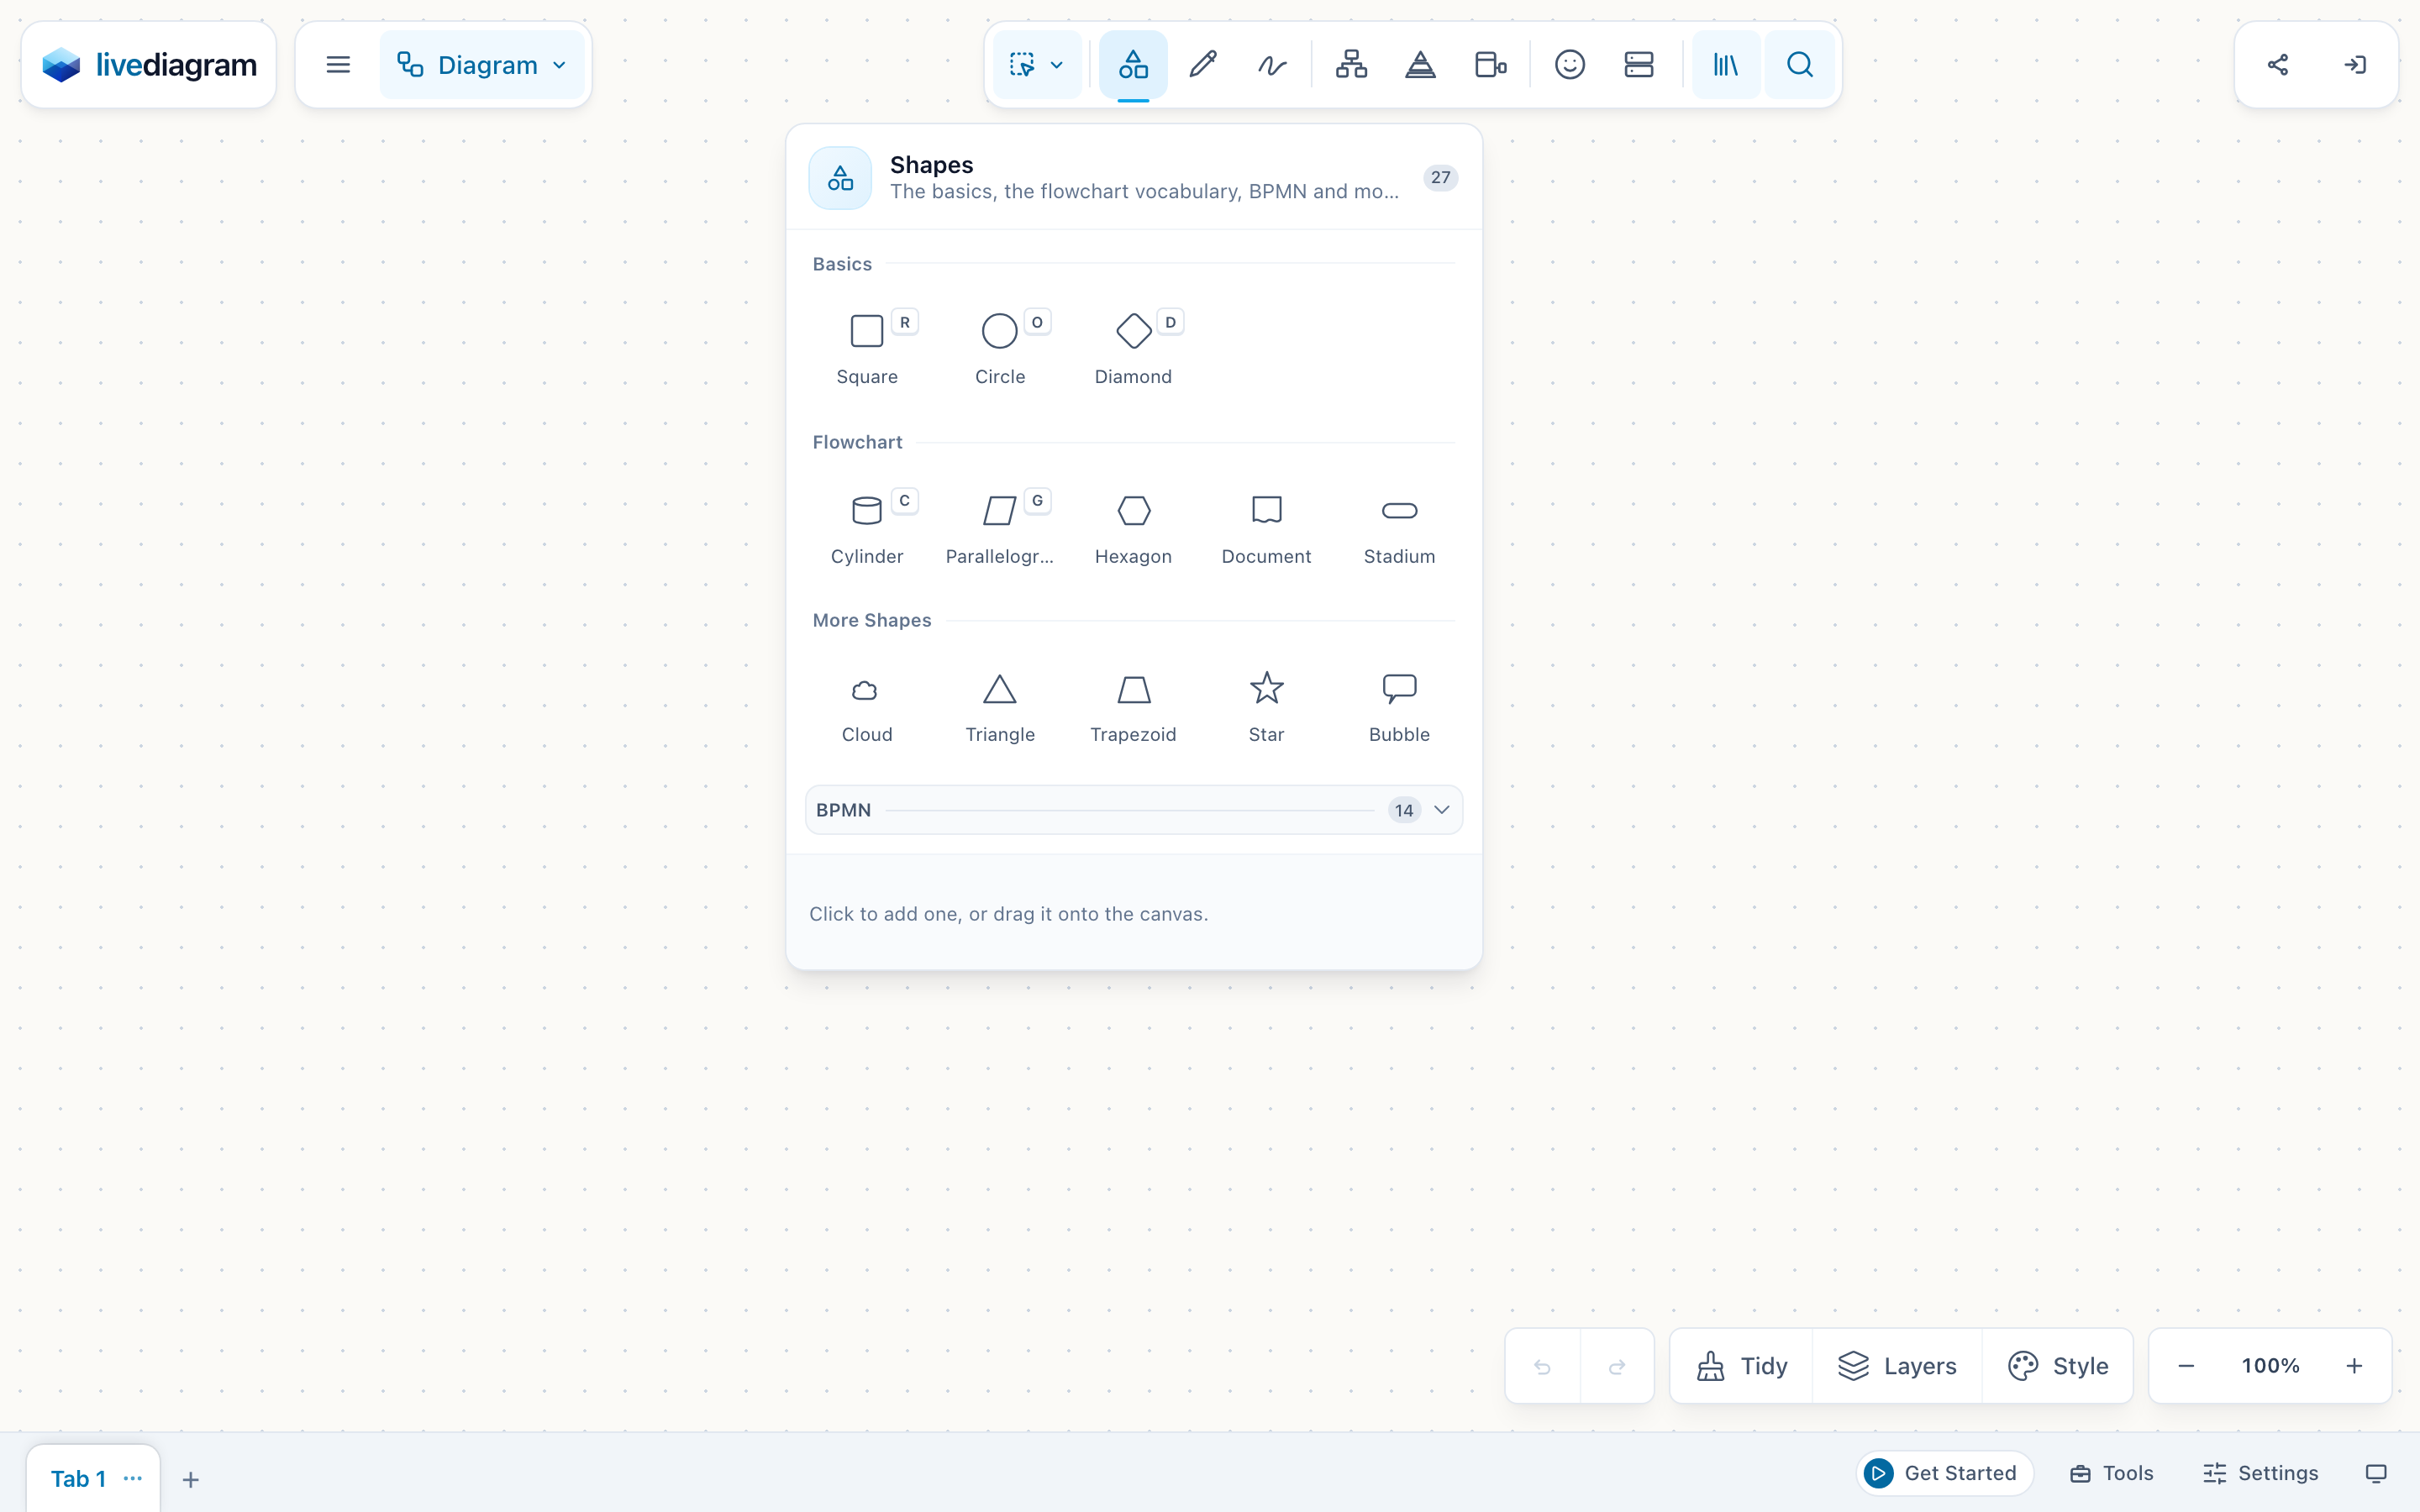 livediagram
Diagram
Shapes
The basics, the flowchart vocabulary, BPMN and mo...
27
Basics
R
O
D
Square
Circle
Diamond
Flowchart
C
G
Cylinder
Parallelogr...
Hexagon
Document
Stadium
More Shapes
Cloud
Triangle
Trapezoid
Star
Bubble
BPMN
14
Click to add one, or drag it onto the canvas.
Tidy
Layers
Style
100%
Tab 1
Get Started
Tools
Settings